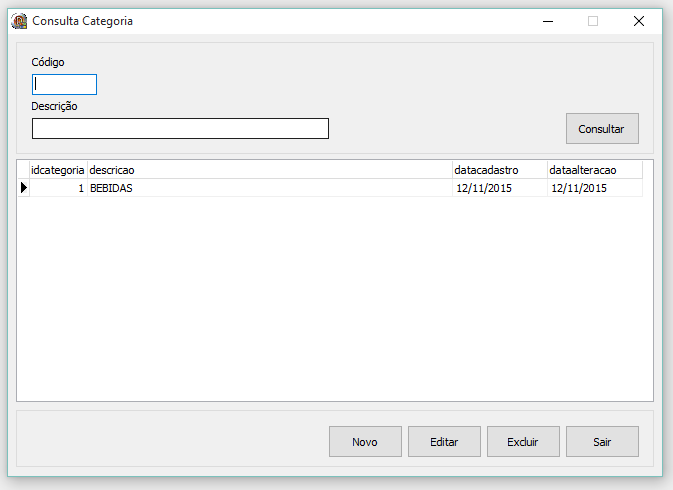 Consulta Categoria
Código
Descrição
Consultar
idcategoria descricao datacadastro dataalteracao
1 BEBIDAS 12/11/2015 12/11/2015
Novo Editar Excluir Sair